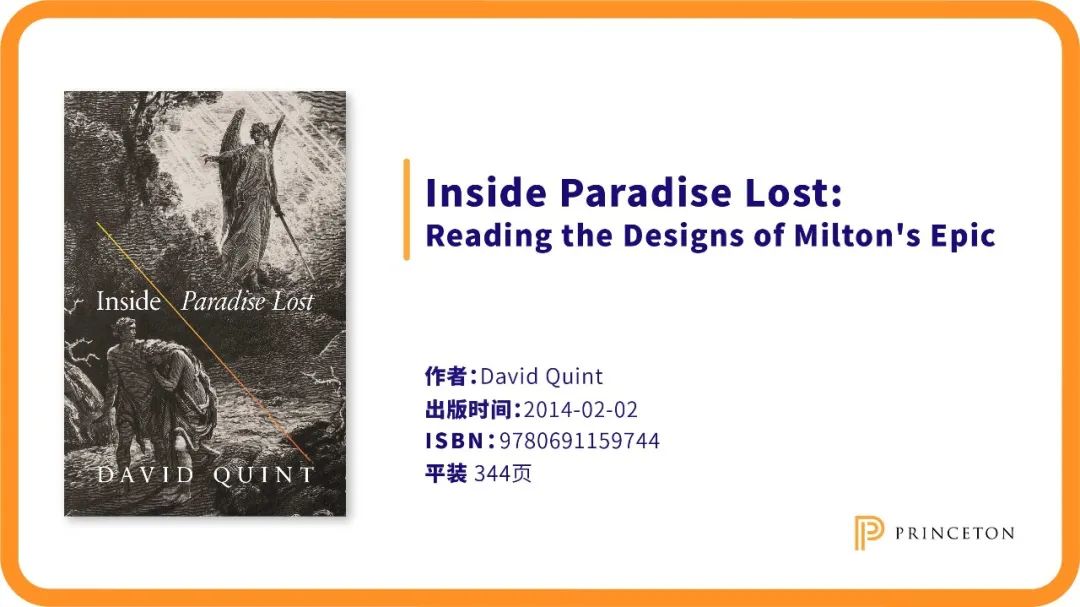 Inside Paradise Lost
DAVID QUINT
Inside Paradise Lost:
Reading the Designs of Milton's Epic
作者:David Quint
出版时间:2014-02-02
ISBN:9780691159744
平装 344页
PRINCETON